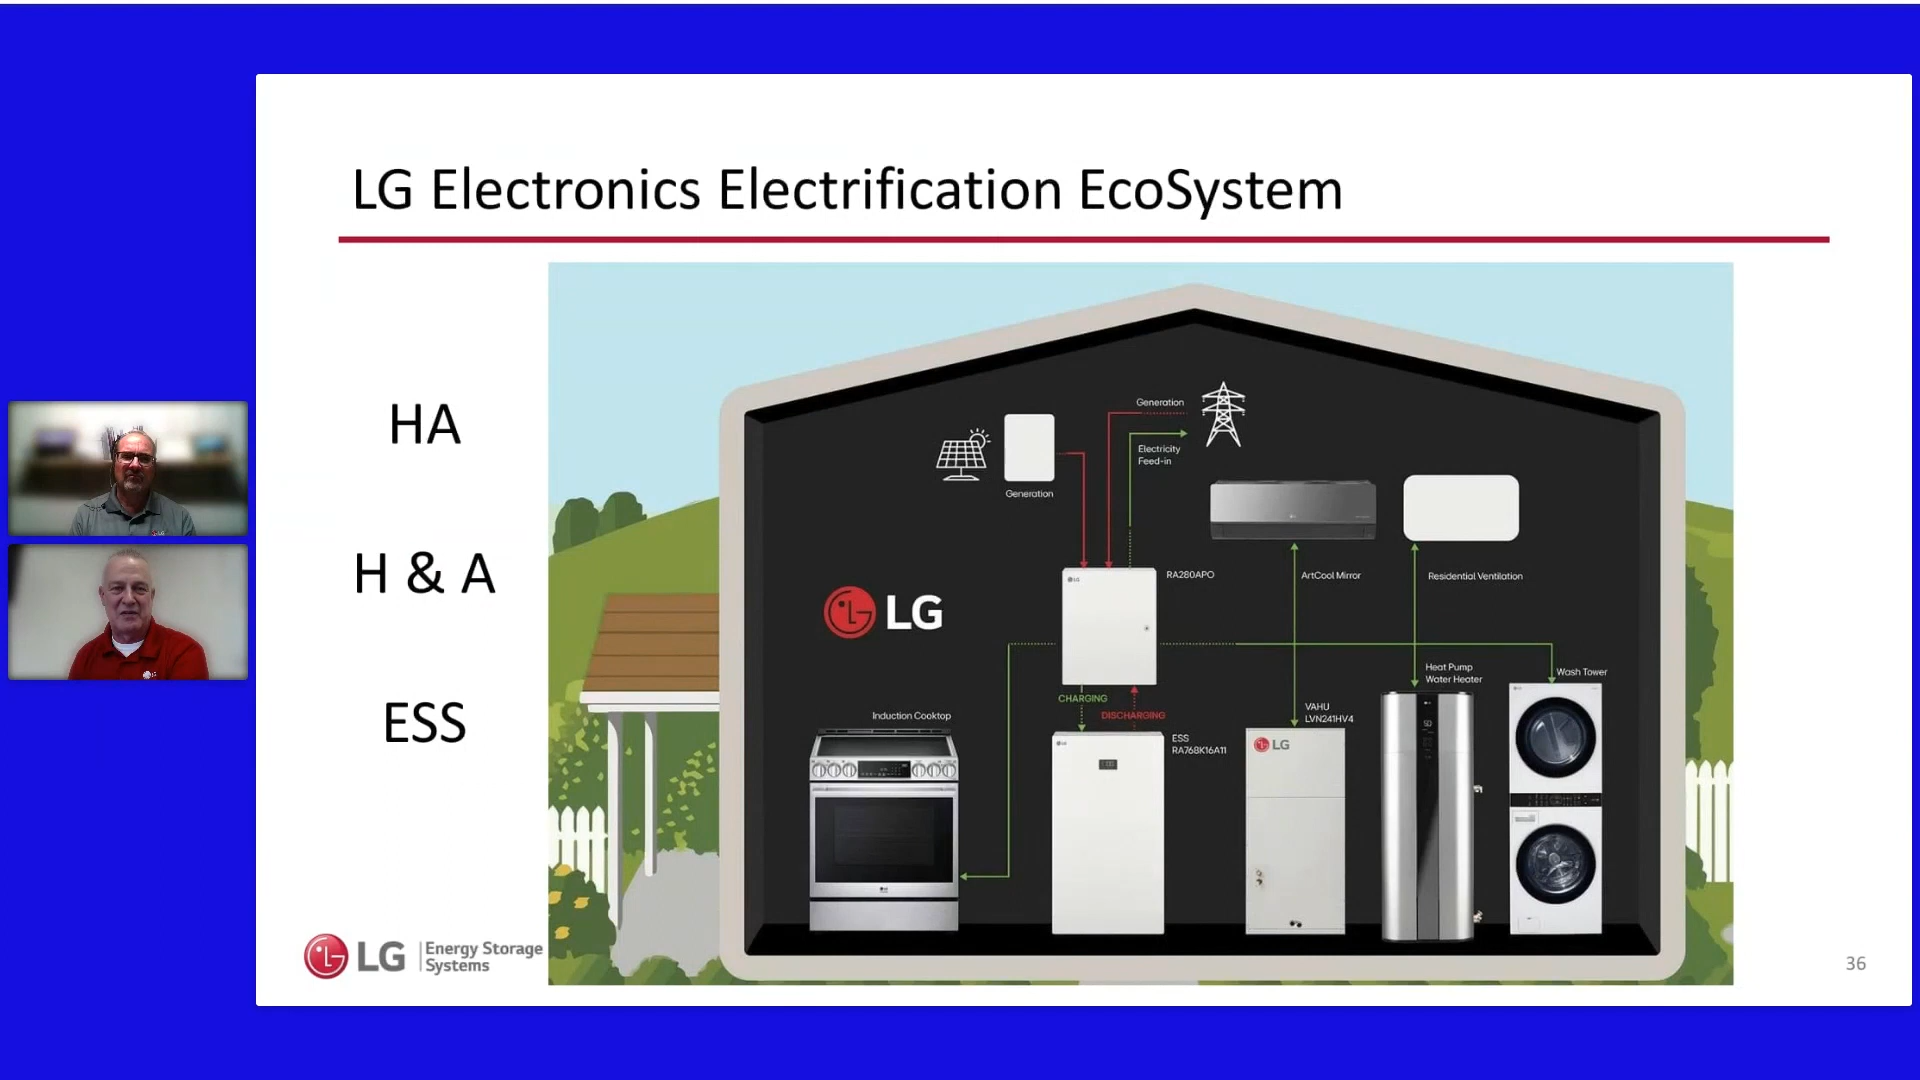 LG Electronics Electrification EcoSystem
HA
H & A
ESS
Generation
Electricity
Feed-in
Generation
RA280APO
ArtCool Mirror
Residential Ventilation
LG
CHARGING
DISCHARGING
Induction Cooktop
ESS
RA768K16A11
VAHU
LVN241HV4
LG
Heat Pump
Water Heater
Wash Tower
LG
Energy Storage
Systems
36